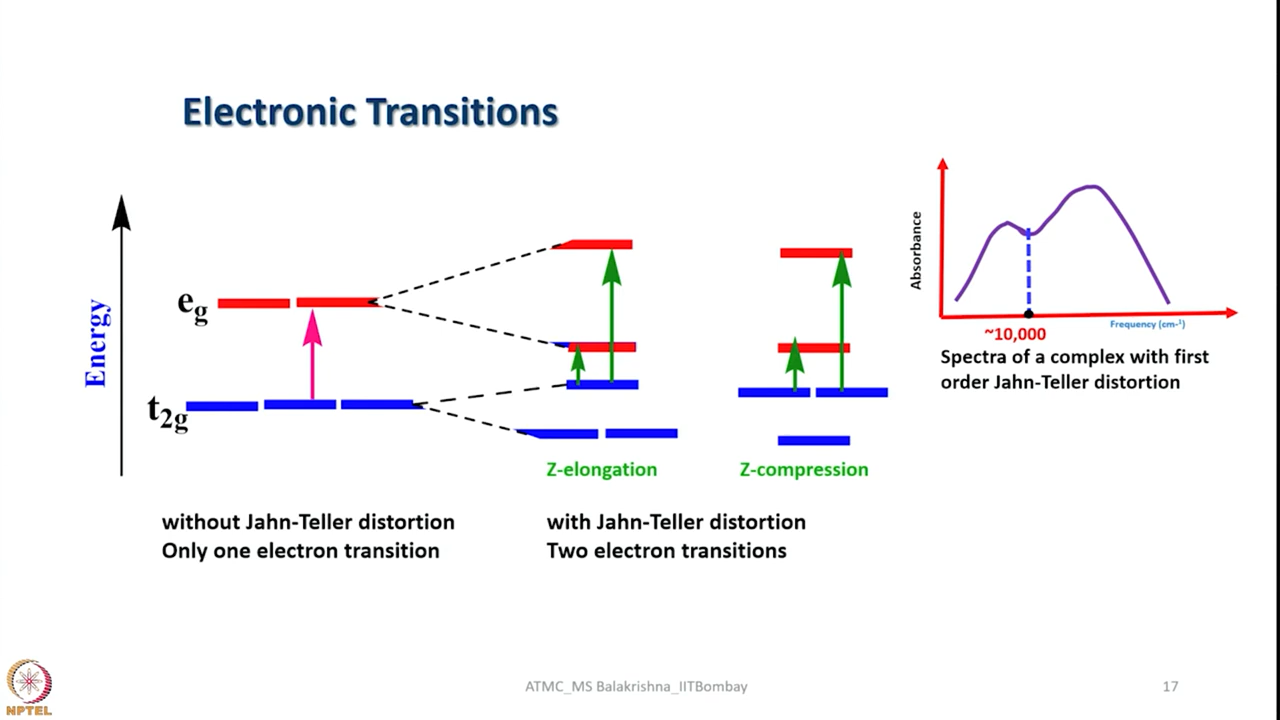 Electronic Transitions
Energy
eg
t2g
Z-elongation
Z-compression
without Jahn-Teller distortion
Only one electron transition
with Jahn-Teller distortion
Two electron transitions
Absorbance
~10,000
Frequency (cm-1)
Spectra of a complex with first
order Jahn-Teller distortion
NPTEL
ATMC_MS Balakrishna_IITBombay
17